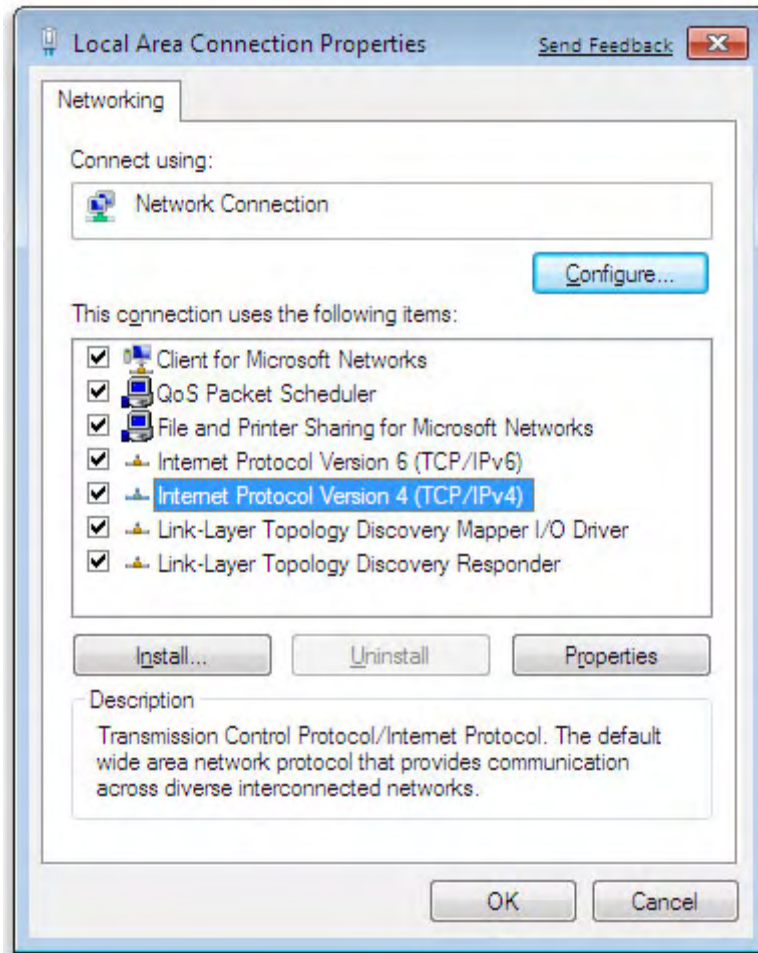 Local Area Connection Properties Send Feedback
Networking
Connect using:
Network Connection
Configure...
This connection uses the following items:
Client for Microsoft Networks
QoS Packet Scheduler
File and Printer Sharing for Microsoft Networks
Internet Protocol Version 6 (TCP/IPv6)
Internet Protocol Version 4 (TCP/IPv4)
Link-Layer Topology Discovery Mapper I/O Driver
Link-Layer Topology Discovery Responder
Install... Uninstall Properties
Description
Transmission Control Protocol/Internet Protocol. The default
wide area network protocol that provides communication
across diverse interconnected networks.
OK Cancel